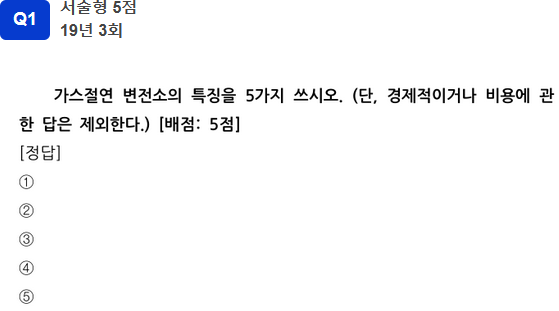 Q1
서술형 5점
19년 3회
가스절연 변전소의 특징을 5가지 쓰시오. (단, 경제적이거나 비용에 관
한 답은 제외한다.) [배점: 5점]
[정답]
①
②
③
④
⑤